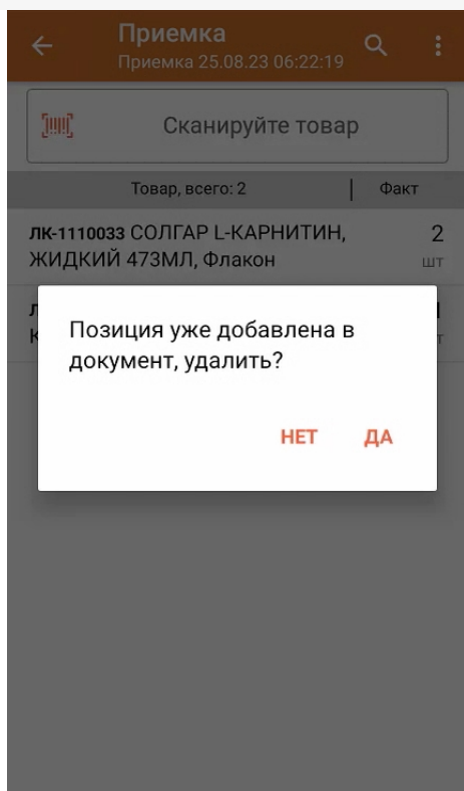 Приемка
Приемка 25.08.23 06:22:19
Сканируйте товар
Товар, всего: 2 | Факт
ЛК-1110033 СОЛГАР L-КАРНИТИН, 2
ЖИДКИЙ 473МЛ, Флакон шт
Позиция уже добавлена в
документ, удалить?
НЕТ ДА